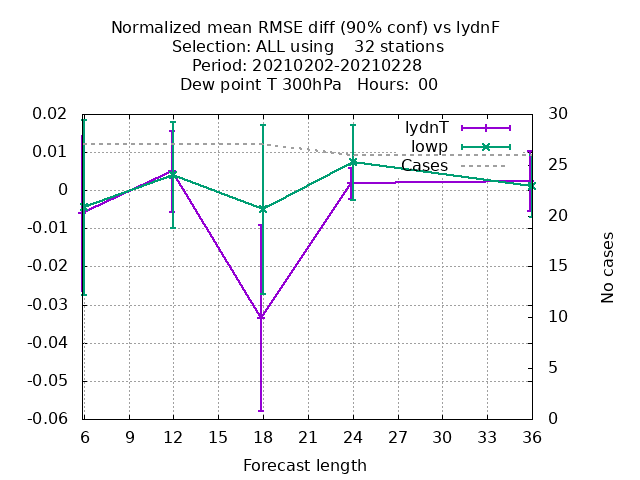 Normalized mean RMSE diff (90% conf) vs lydnF
Selection: ALL using    32 stations
Period: 20210202-20210228
Dew point T 300hPa   Hours:  00
0.02
0.01
0
-0.01
-0.02
-0.03
-0.04
-0.05
-0.06
30
25
20
15
10
5
0
lydnT
lowp
Cases
No cases
6 9 12 15 18 21 24 27 30 33 36
Forecast length